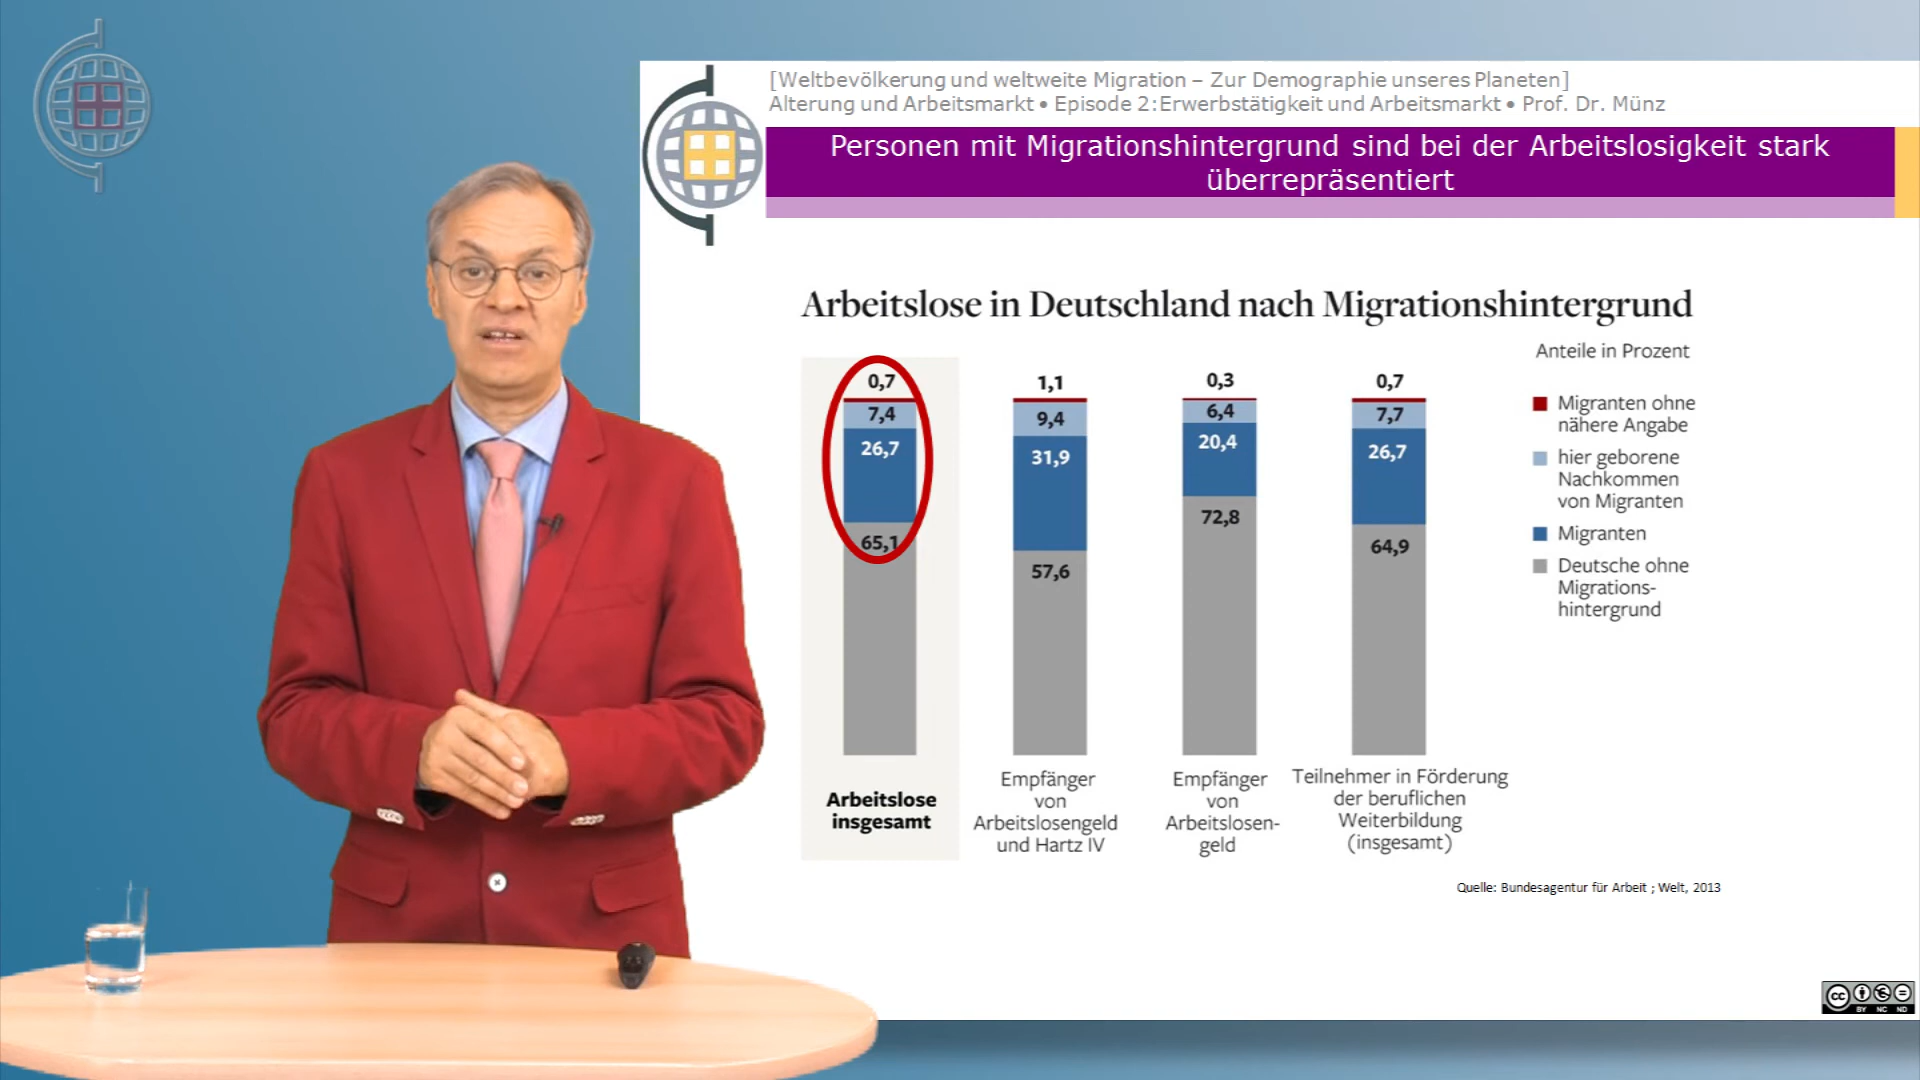 [Weltbevölkerung und weltweite Migration – Zur Demographie unseres Planeten]
Alterung und Arbeitsmarkt • Episode 2: Erwerbstätigkeit und Arbeitsmarkt • Prof. Dr. Münz
Personen mit Migrationshintergrund sind bei der Arbeitslosigkeit stark
überrepräsentiert
Arbeitslose in Deutschland nach Migrationshintergrund
Anteile in Prozent
0,7
7,4
26,7
65,1
Arbeitslose
insgesamt
1,1
9,4
31,9
57,6
Empfänger
von
Arbeitslosengeld
und Hartz IV
0,3
6,4
20,4
72,8
Empfänger
von
Arbeitslosen-
geld
0,7
7,7
26,7
64,9
Teilnehmer in Förderung
der beruflichen
Weiterbildung
(insgesamt)
Migranten ohne
nähere Angabe
hier geborene
Nachkommen
von Migranten
Migranten
Deutsche ohne
Migrations-
hintergrund
Quelle: Bundesagentur für Arbeit ; Welt, 2013
cc
BY NC ND